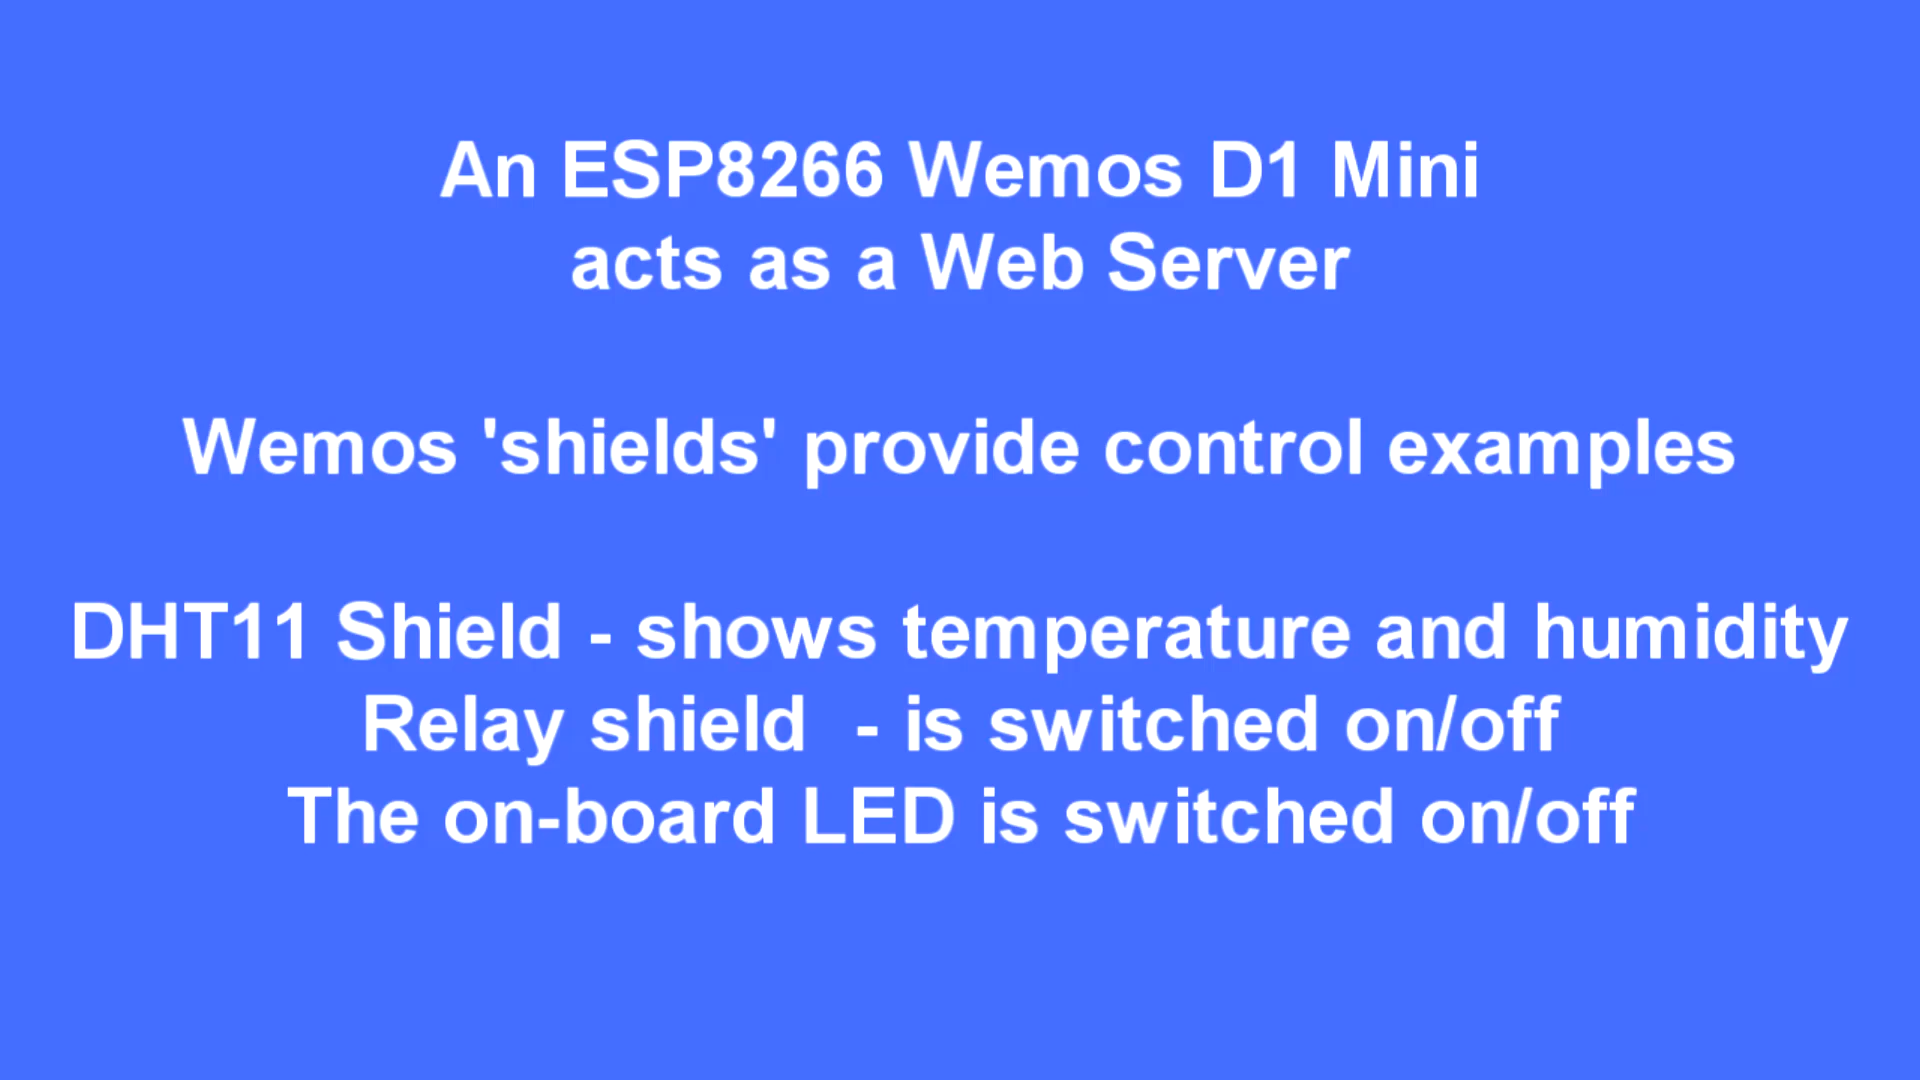 An ESP8266 Wemos D1 Mini
acts as a Web Server
Wemos 'shields' provide control examples
DHT11 Shield - shows temperature and humidity
Relay shield  - is switched on/off
The on-board LED is switched on/off